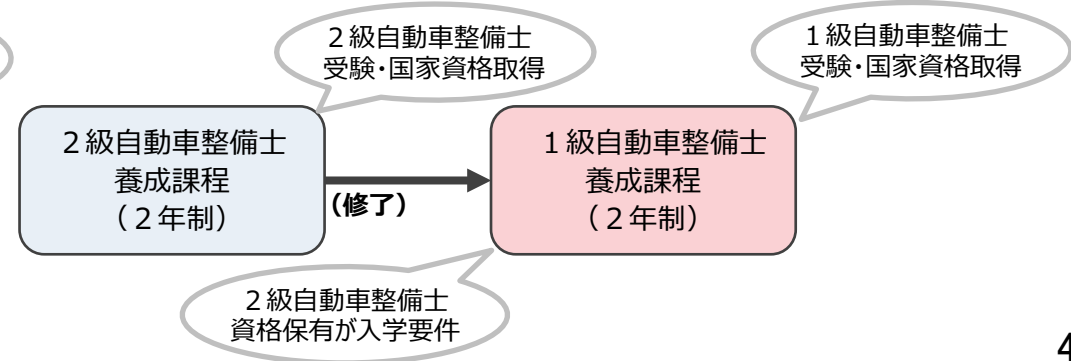 ２級自動車整備士
受験・国家資格取得
１級自動車整備士
受験・国家資格取得
２級自動車整備士
養成課程
（２年制）
(修了)
１級自動車整備士
養成課程
（２年制）
２級自動車整備士
資格保有が入学要件
4